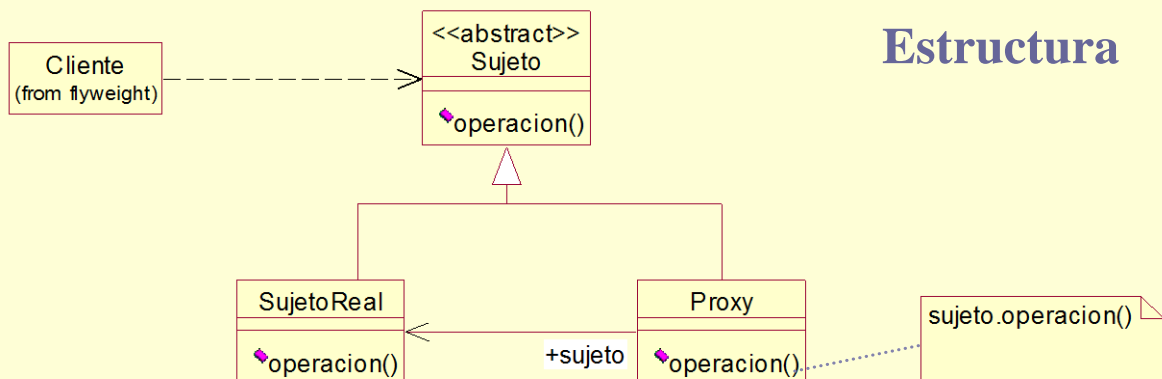 Estructura
<<abstract>>
Sujeto
operacion()
Cliente
(from flyweight)
SujetoReal
operacion()
+sujeto
Proxy
operacion()
sujeto.operacion()